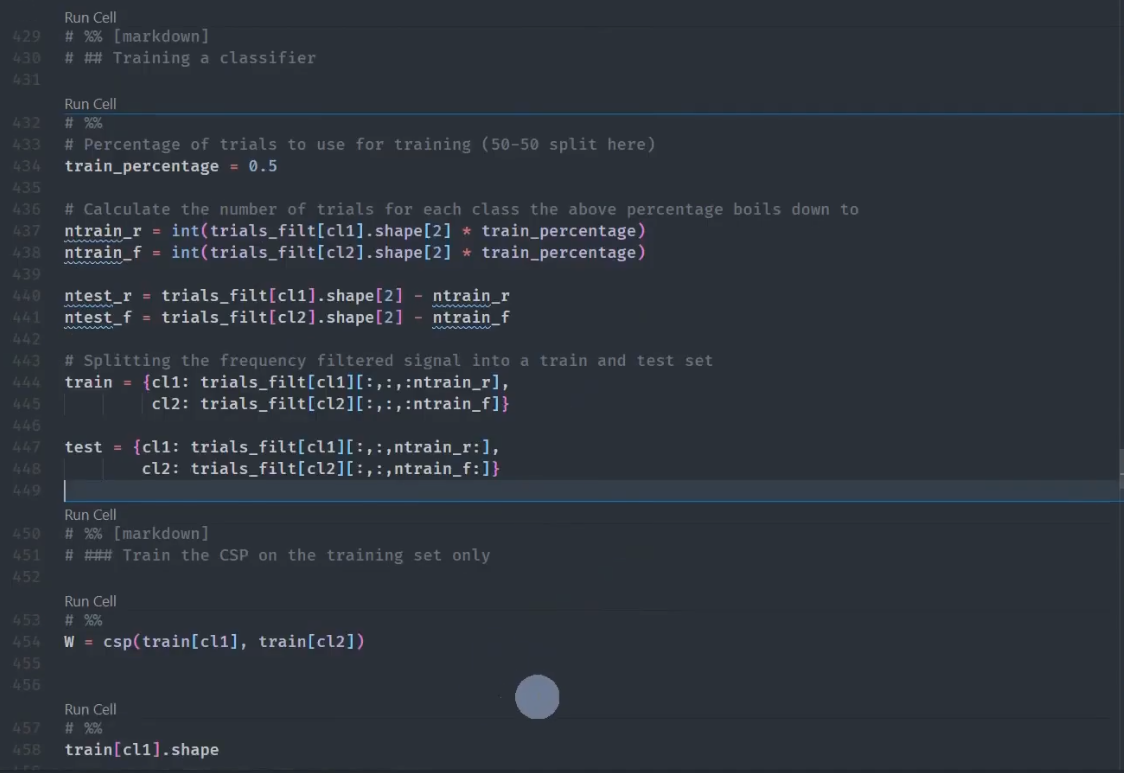 Run Cell
429 # %% [markdown]
430 # ## Training a classifier
431
Run Cell
432 # %%
433 # Percentage of trials to use for training (50-50 split here)
434 train_percentage = 0.5
435
436 # Calculate the number of trials for each class the above percentage boils down to
437 ntrain_r = int(trials_filt[cl1].shape[2] * train_percentage)
438 ntrain_f = int(trials_filt[cl2].shape[2] * train_percentage)
439
440 ntest_r = trials_filt[cl1].shape[2] - ntrain_r
441 ntest_f = trials_filt[cl2].shape[2] - ntrain_f
442
443 # Splitting the frequency filtered signal into a train and test set
444 train = {cl1: trials_filt[cl1][:,:,:ntrain_r],
445 cl2: trials_filt[cl2][:,:,:ntrain_f]}
446
447 test = {cl1: trials_filt[cl1][:,:,ntrain_r:],
448 cl2: trials_filt[cl2][:,:,ntrain_f:]}
449
Run Cell
450 # %% [markdown]
451 # ### Train the CSP on the training set only
452
Run Cell
453 # %%
454 W = csp(train[cl1], train[cl2])
455
456
Run Cell
457 # %%
458 train[cl1].shape